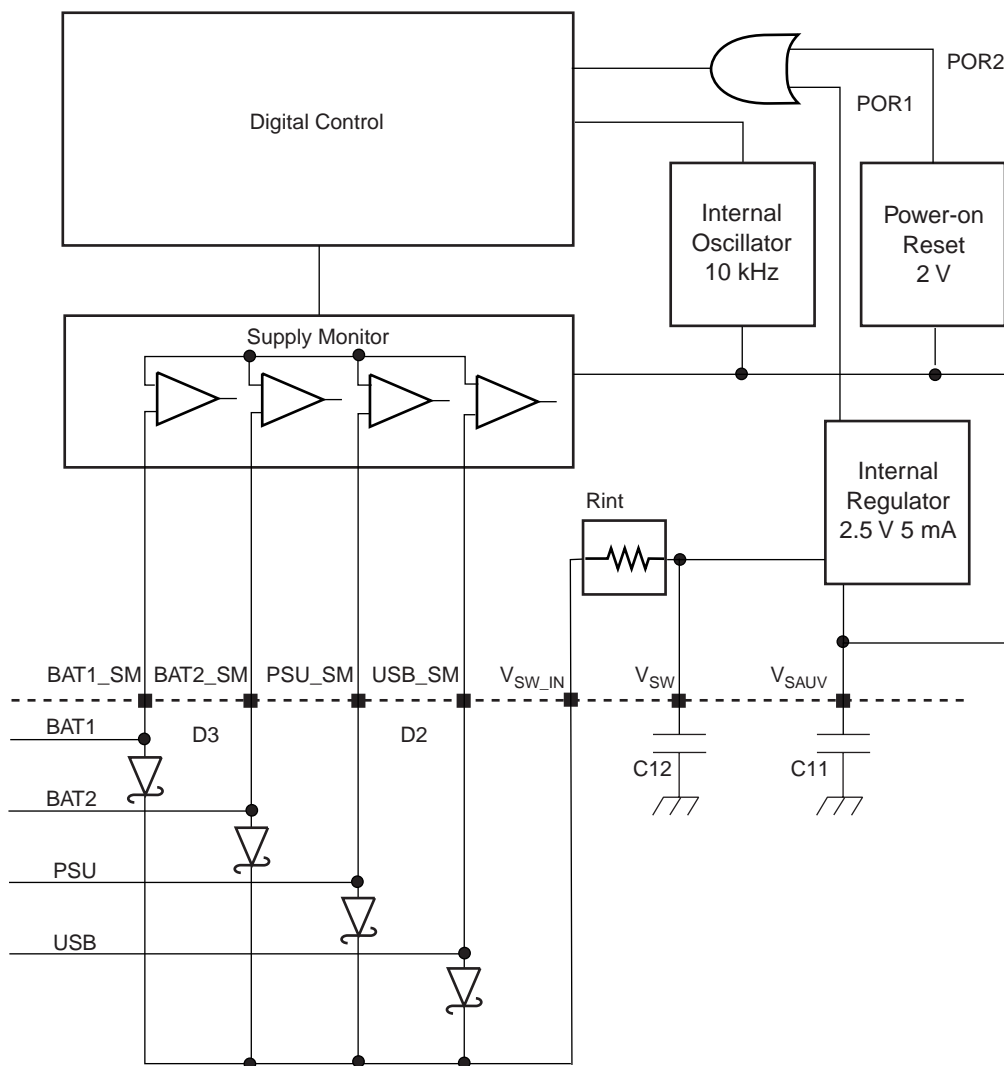 POR2
POR1
Digital Control
Internal
Oscillator
10 kHz
Power-on
Reset
2 V
Supply Monitor
Internal
Regulator
2.5 V 5 mA
Rint
BAT1_SM BAT2_SM PSU_SM USB_SM VSW_IN VSW VSAUV
BAT1 D3 D2
C12 C11
BAT2
PSU
USB